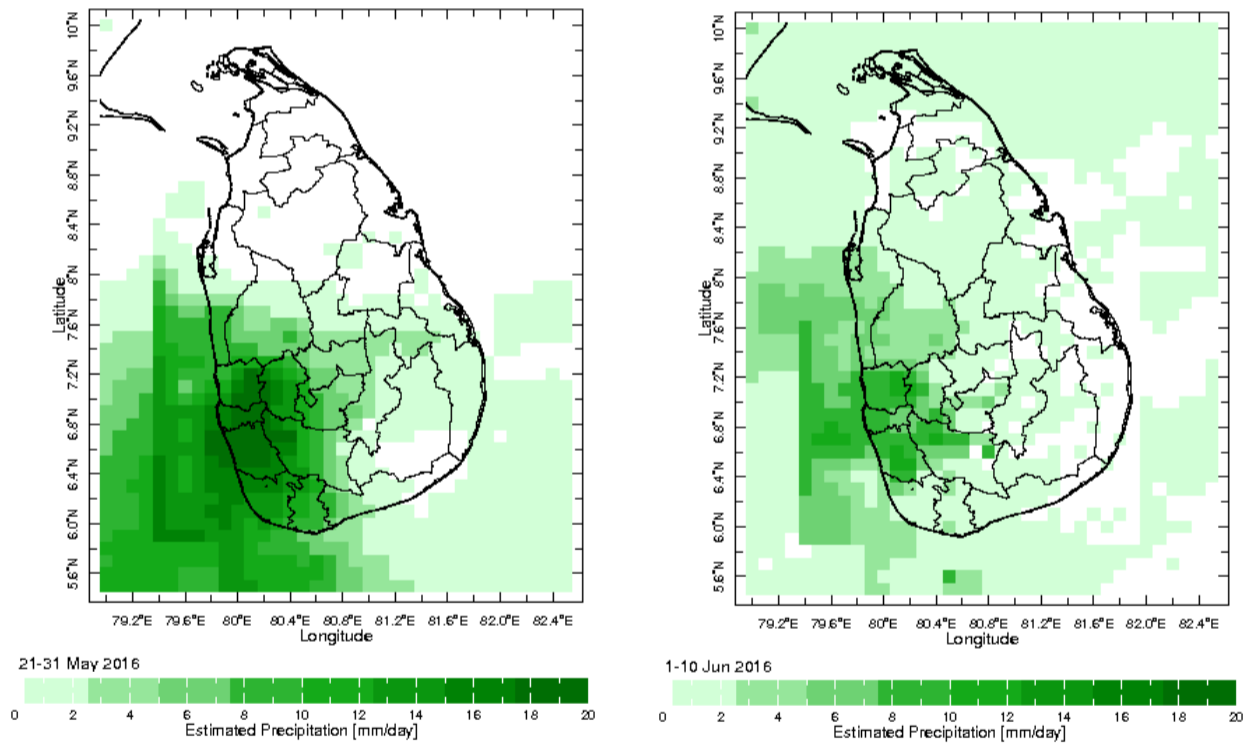 10°N
9.6°N
9.2°N
8.8°N
8.4°N
8°N
7.6°N
7.2°N
6.8°N
6.4°N
6.0°N
5.6°N
Latitude
79.2°E 79.6°E 80°E 80.4°E 80.8°E 81.2°E 81.6°E 82.0°E 82.4°E
Longitude
21-31 May 2016
0 2 4 6 8 10 12 14 16 18 20
Estimated Precipitation [mm/day]
10°N
9.6°N
9.2°N
8.8°N
8.4°N
8°N
7.6°N
7.2°N
6.8°N
6.4°N
6.0°N
5.6°N
Latitude
79.2°E 79.6°E 80°E 80.4°E 80.8°E 81.2°E 81.6°E 82.0°E 82.4°E
Longitude
1-10 Jun 2016
0 2 4 6 8 10 12 14 16 18 20
Estimated Precipitation [mm/day]